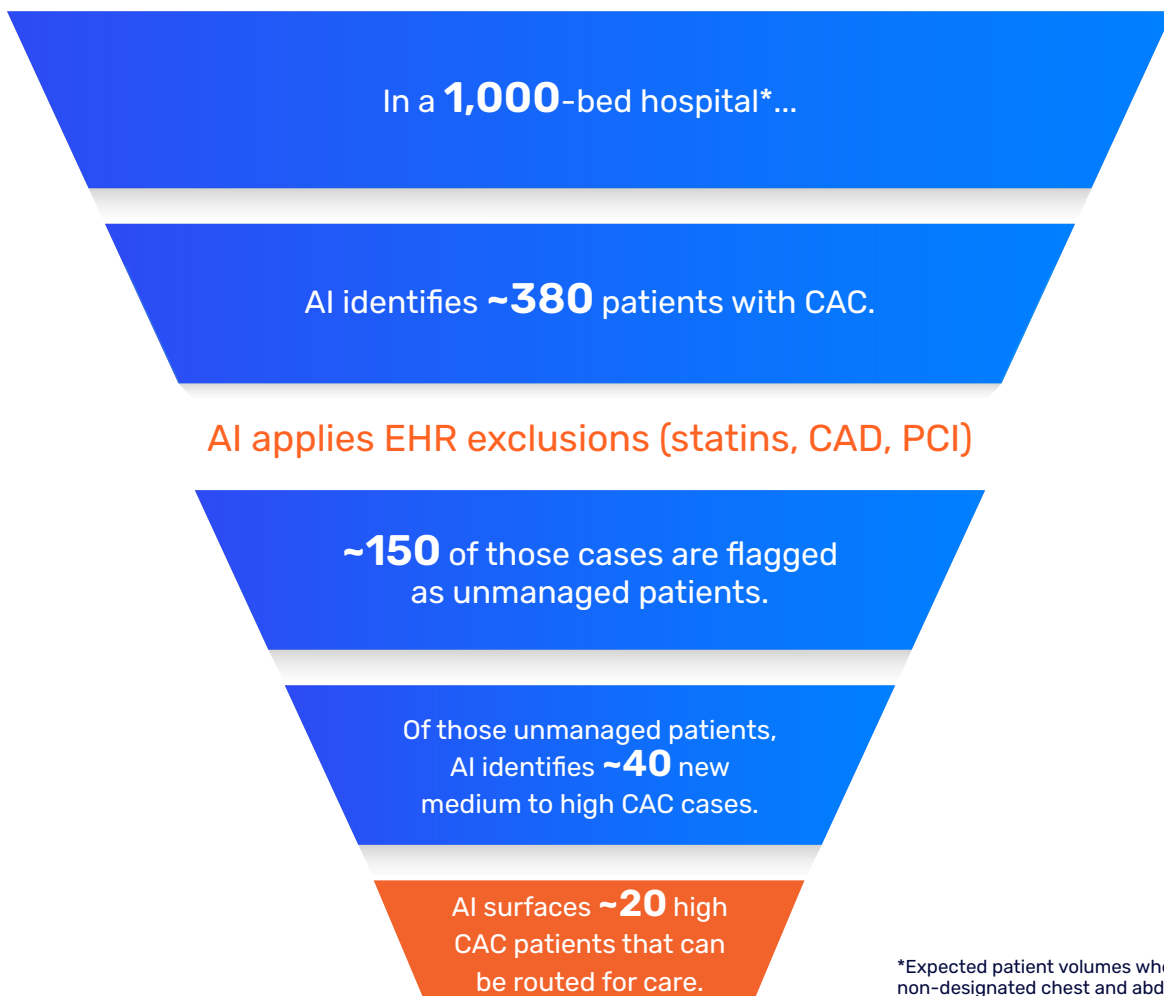 In a 1,000-bed hospital*...
AI identifies ~380 patients with CAC.
AI applies EHR exclusions (statins, CAD, PCI)
~150 of those cases are flagged
as unmanaged patients.
Of those unmanaged patients,
AI identifies ~40 new
medium to high CAC cases.
AI surfaces ~20 high
CAC patients that can
be routed for care.
*Expected patient volumes
non-designated chest and